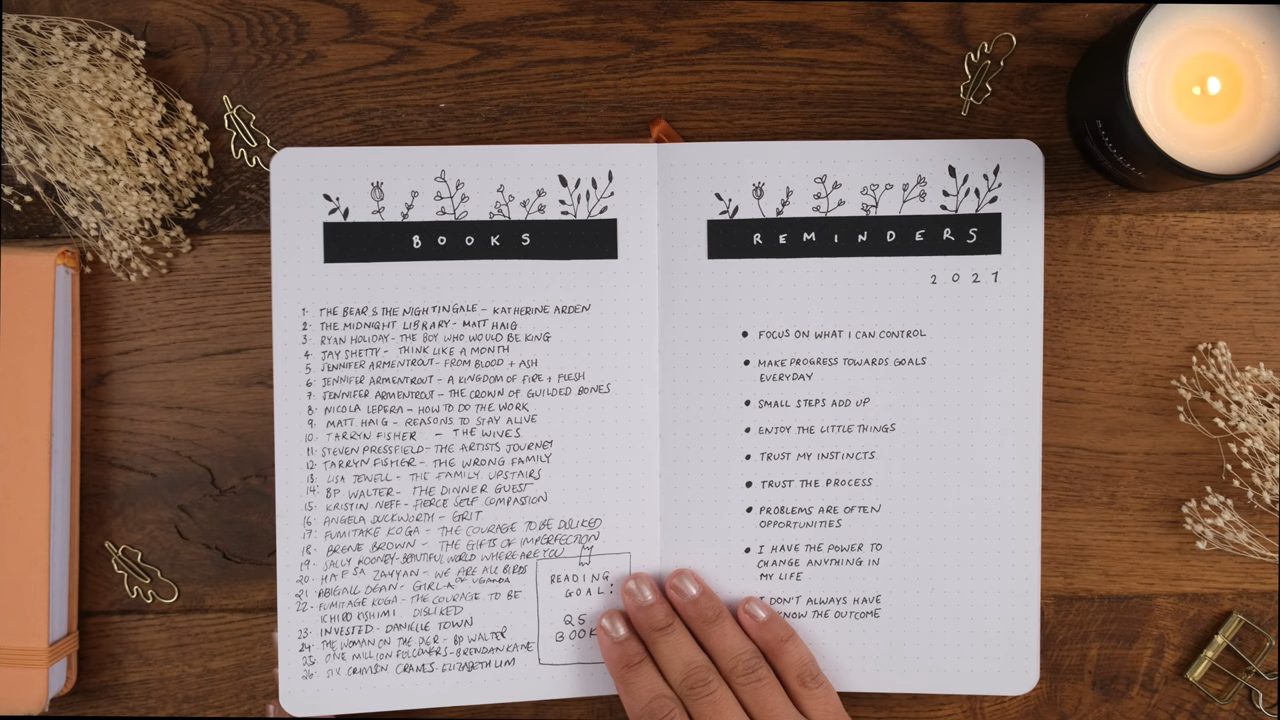 BOOKS
1. THE BEAR & THE NIGHTINGALE - KATHERINE ARDEN
2. THE MIDNIGHT LIBRARY - MATT HAIG
3. RYAN HOLIDAY - THE BOY WHO WOULD BE KING
4. JAY SHETTY - THINK LIKE A MONTH
5. JENNIFER ARMENTROUT - FROM BLOOD + ASH
6. JENNIFER ARMENTROUT - A KINGDOM OF FIRE + FLESH
7. JENNIFER ARMENTROUT - THE CROWN OF GUILDED BONES
8. NICOLA LEPERA - HOW TO DO THE WORK
9. MATT HAIG - REASONS TO STAY ALIVE
10. TARRYN FISHER - THE WIVES
11. STEVEN PRESSFIELD - THE ARTISTS JOURNEY
12. TARRYN FISHER - THE WRONG FAMILY
13. LISA JEWELL - THE FAMILY UPSTAIRS
14. BP WALTER - THE DINNER GUEST
15. KRISTIN NEFF - FIERCE SELF COMPASSION
16. ANGELA DUCKWORTH - GRIT
17. FUMITAKE KOGA - THE COURAGE TO BE DISLIKED
18. BRENE BROWN - THE GIFTS OF IMPERFECTION
19. SALLY ROONEY - BEAUTIFUL WORLD WHERE ARE YOU
20. HAFSA ZAYYAN - WE ARE ALL BIRDS
OF UGANDA
21. ABIGAIL DEAN - GIRL A
22. FUMITAGE KOGA - THE COURAGE TO BE
ICHIRO KISHIMI DISLIKED
23. INVESTED - DANIELLE TOWN
24. THE WOMAN ON THE PIER - BP WALTER
25. ONE MILLION FOLLOWERS - BRENDAN KANE
26. SIX CRIMSON CRANES - ELIZABETH LIM
READING
GOAL:
25
BOOK
REMINDERS
2021
• FOCUS ON WHAT I CAN CONTROL
• MAKE PROGRESS TOWARDS GOALS
EVERYDAY
• SMALL STEPS ADD UP
• ENJOY THE LITTLE THINGS
• TRUST MY INSTINCTS
• TRUST THE PROCESS
• PROBLEMS ARE OFTEN
OPPORTUNITIES
• I HAVE THE POWER TO
CHANGE ANYTHING IN
MY LIFE
I DON'T ALWAYS HAVE
KNOW THE OUTCOME